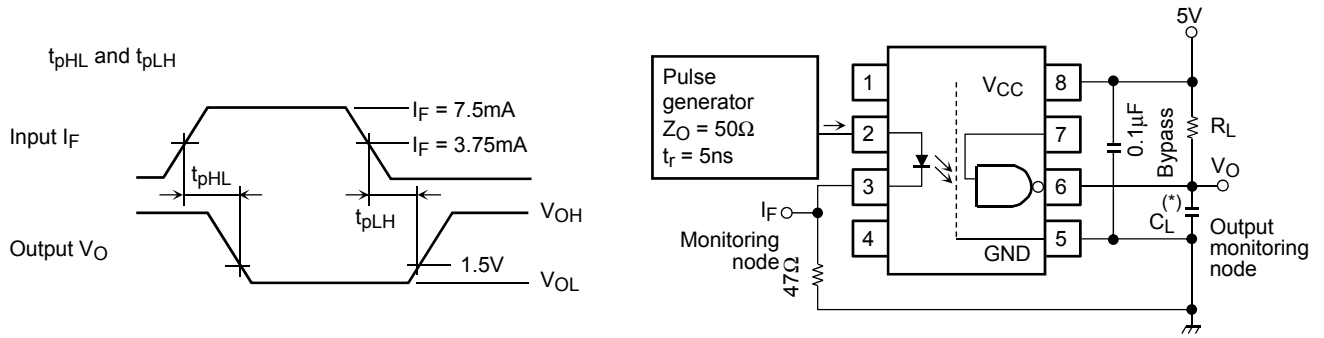 tpHL and tpLH
Input IF
IF = 7.5mA
IF = 3.75mA
tpHL
tpLH
Output VO
VOH
1.5V
VOL
5V
Pulse
generator
ZO = 50Ω
tr = 5ns
1
2
3
4
VCC
GND
8
7
6
5
0.1μF
Bypass
RL
VO
(*)
CL
Output
monitoring
node
IF
Monitoring
node
47Ω